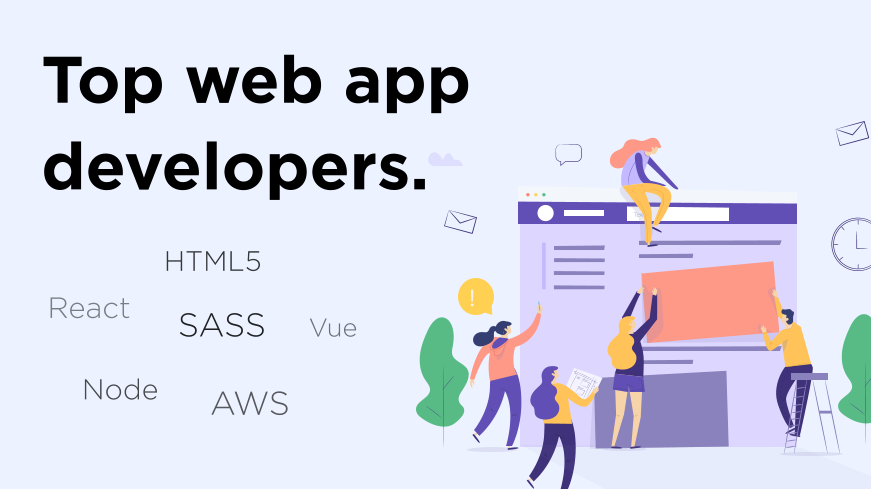 Top web app
developers.
HTML5
React
SASS
Vue
Node
AWS
!